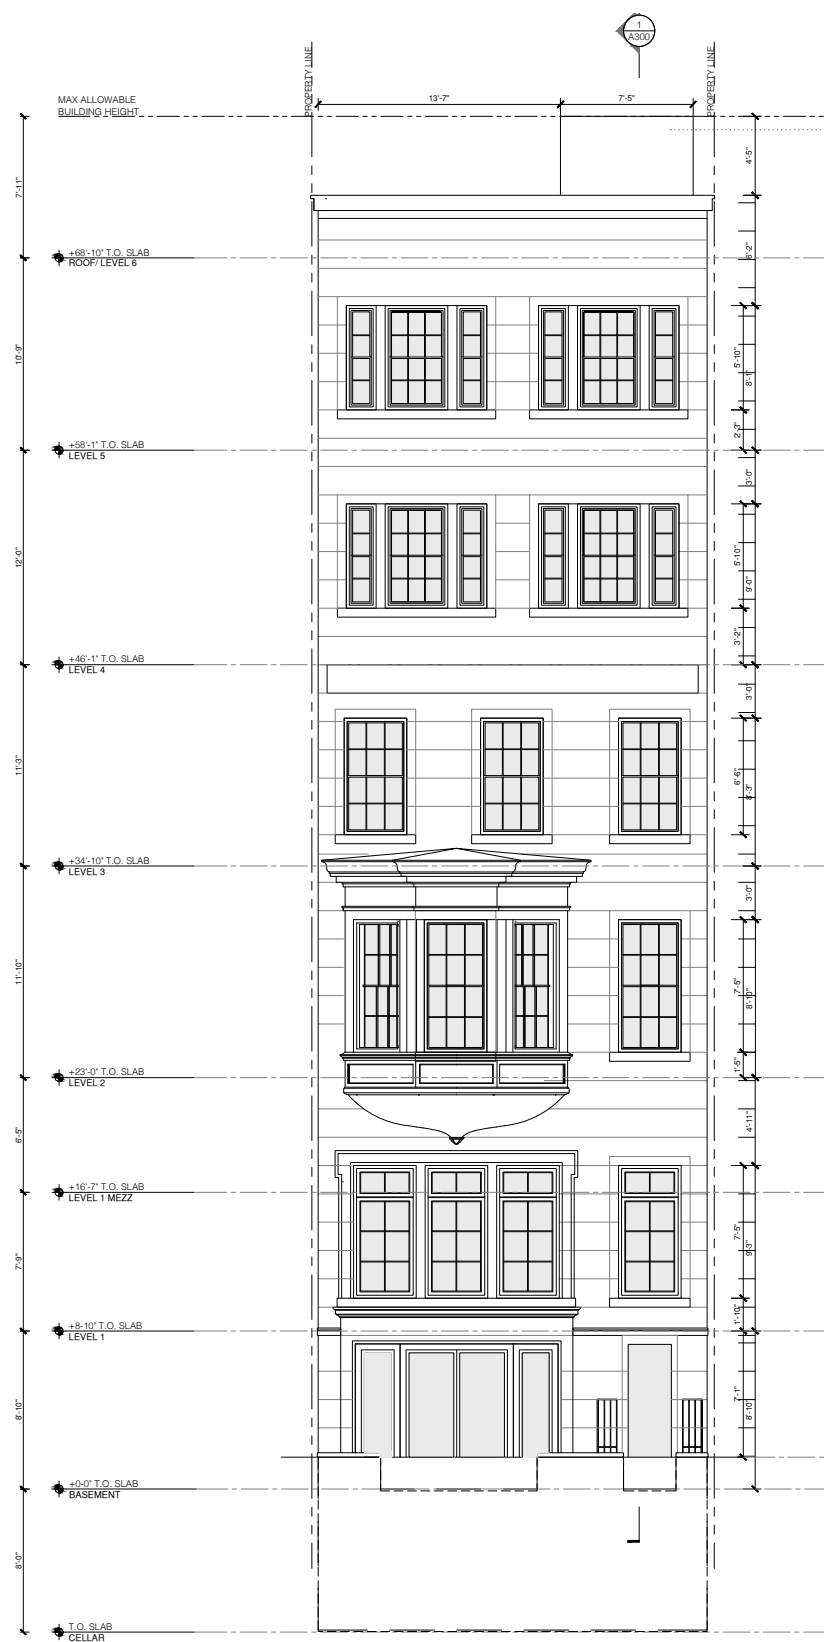 1
A300
PROPERTY LINE
PROPERTY LINE
MAX ALLOWABLE
BUILDING HEIGHT
13'-7"
7'-5"
7'-11"
4'-5"
6'-2"
+68'-10" T.O. SLAB
ROOF/ LEVEL 6
10'-9"
5'-10"
8'-1"
2'-3"
+58'-1" T.O. SLAB
LEVEL 5
3'-0"
12'-0"
5'-10"
9'-0"
3'-2"
+46'-1" T.O. SLAB
LEVEL 4
3'-0"
11'-3"
6'-6"
8'-3"
+34'-10" T.O. SLAB
LEVEL 3
3'-0"
11'-10"
7'-5"
8'-10"
1'-5"
+23'-0" T.O. SLAB
LEVEL 2
6'-5"
4'-11"
+16'-7" T.O. SLAB
LEVEL 1 MEZZ
7'-5"
9'-3"
7'-9"
1'-10"
+8-10" T.O. SLAB
LEVEL 1
8'-10"
7'-1"
8'-10"
+0-0" T.O. SLAB
BASEMENT
8'-0"
T.O. SLAB
CELLAR